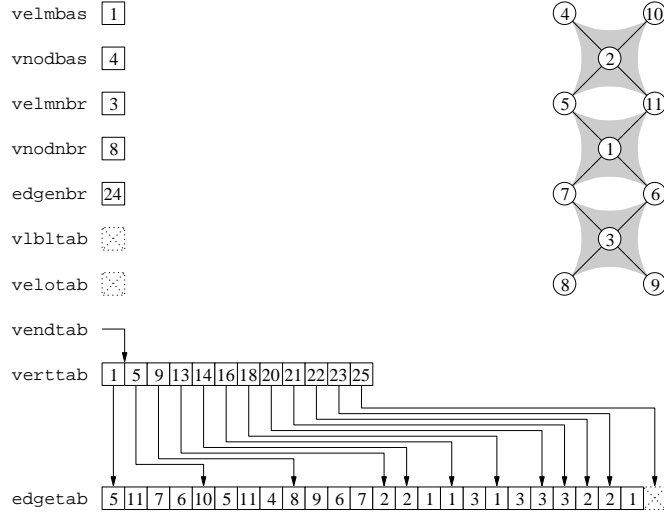 velmbas 1 4 10
vnodbas 4 2
velmnbr 3 5 11
vnodnbr 8 1
edgenbr 24 7 6
vlbltab 3
velotab 8 9
vendtab
verttab 1 5 9 13 14 16 18 20 21 22 23 25
edgetab 5 11 7 6 10 5 11 4 8 9 6 7 2 2 1 1 3 1 3 3 3 2 2 1